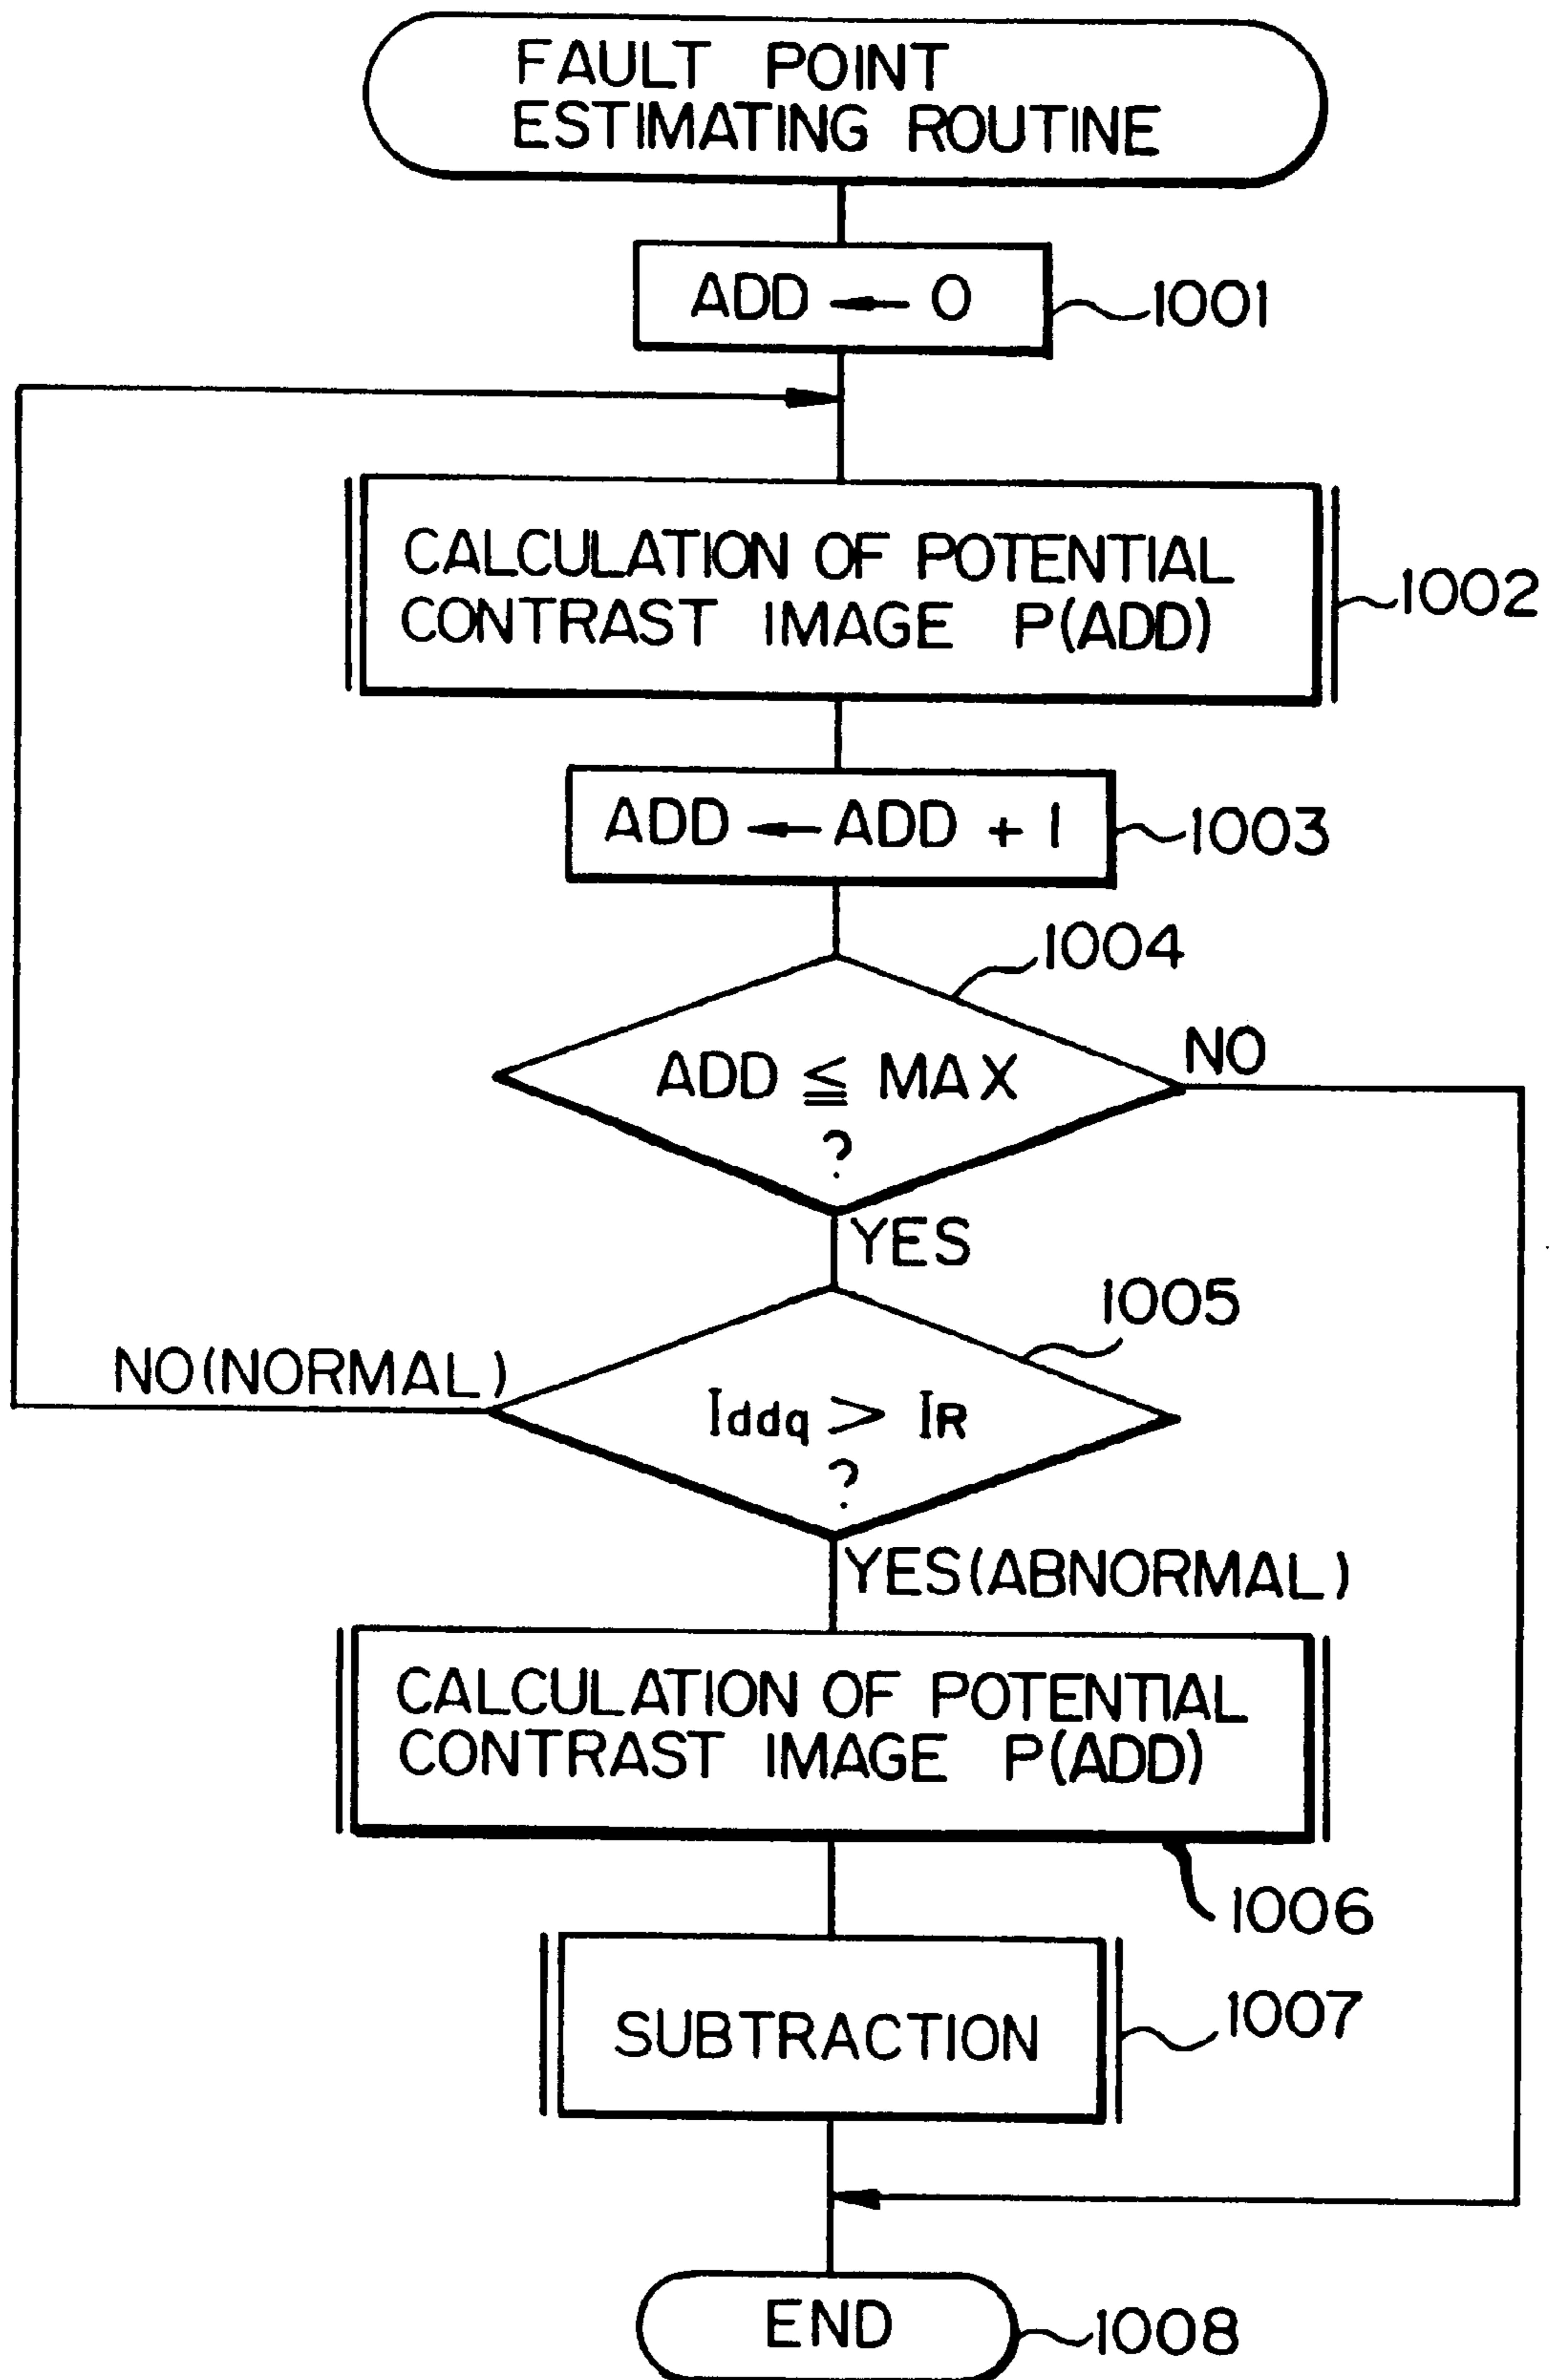 FAULT POINT
ESTIMATING ROUTINE
ADD ← 0
1001
CALCULATION OF POTENTIAL
CONTRAST IMAGE P(ADD)
1002
ADD ← ADD + 1
1003
1004
ADD ≦ MAX
?
NO
YES
1005
NO(NORMAL)
Iddq > IR
?
YES(ABNORMAL)
CALCULATION OF POTENTIAL
CONTRAST IMAGE P(ADD)
1006
SUBTRACTION
1007
END
1008